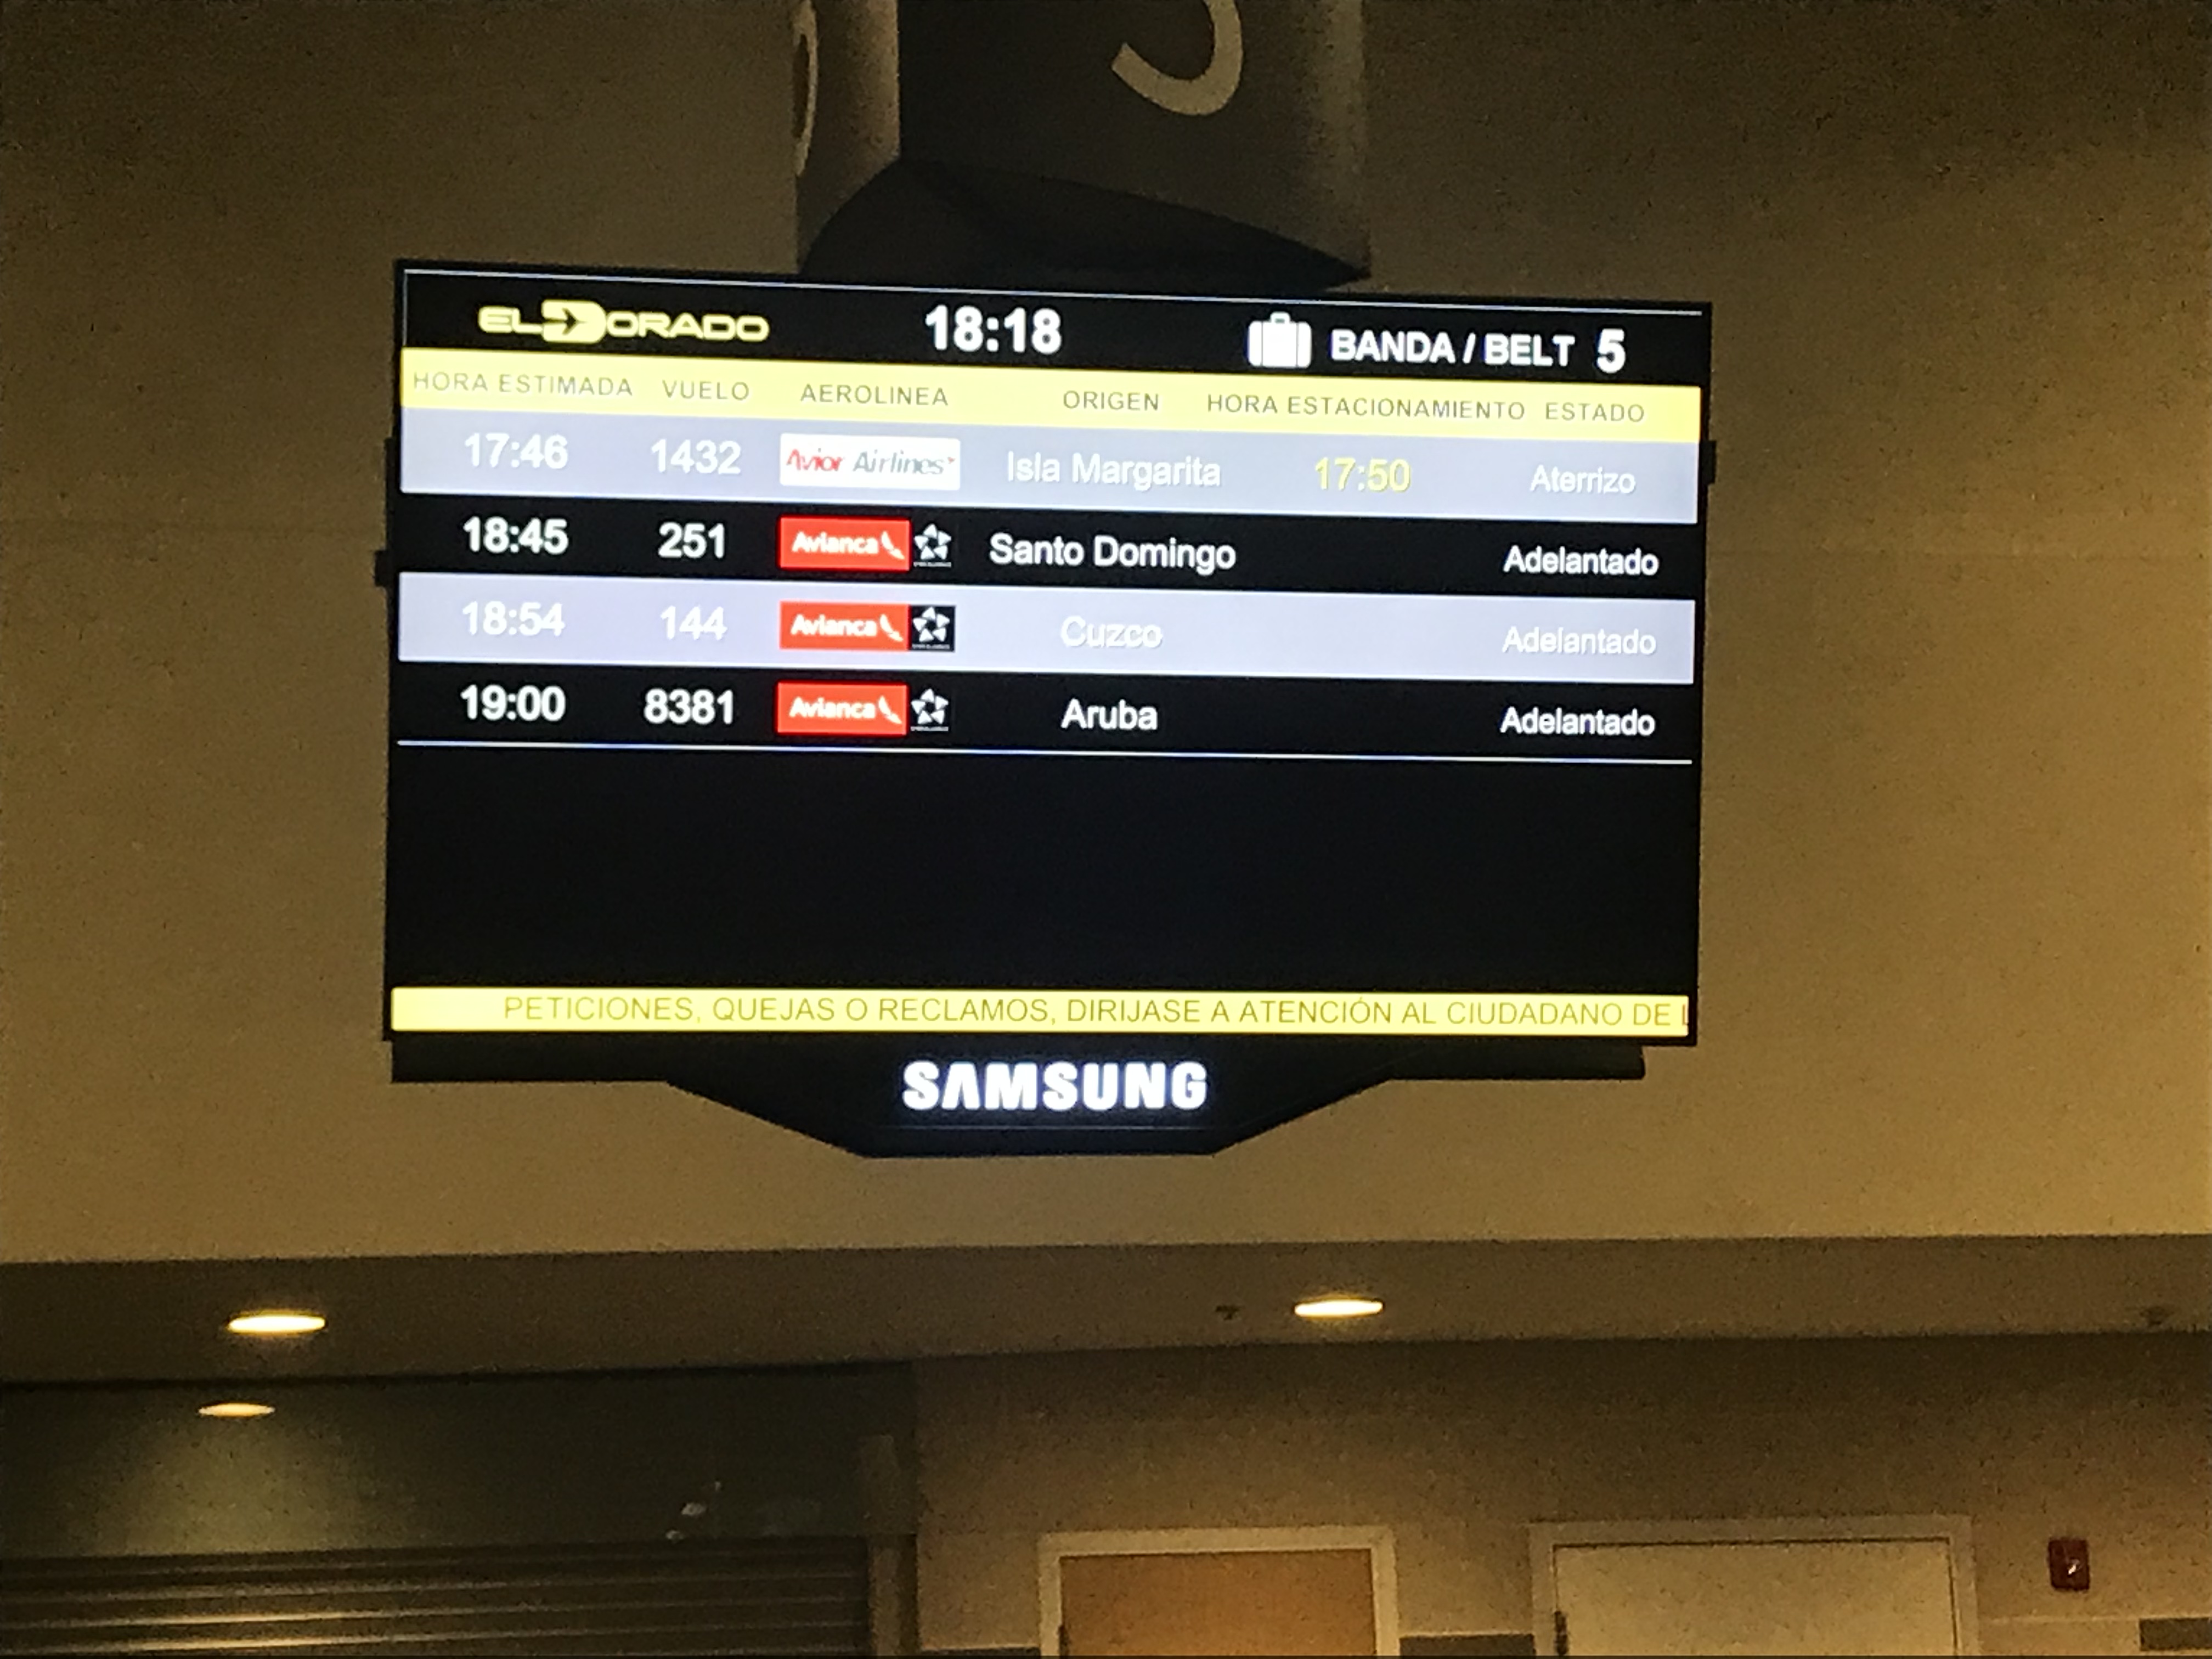 EL DORADO 18:18 BANDA / BELT 5
HORA ESTIMADA VUELO AEROLINEA ORIGEN HORA ESTACIONAMIENTO ESTADO
17:46 1432 Avior Airlines Isla Margarita 17:50 Aterrizo
18:45 251 Avianca Santo Domingo Adelantado
18:54 144 Avianca Cuzco Adelantado
19:00 8381 Avianca Aruba Adelantado
PETICIONES, QUEJAS O RECLAMOS, DIRIJASE A ATENCIÓN AL CIUDADANO DE L
SAMSUNG